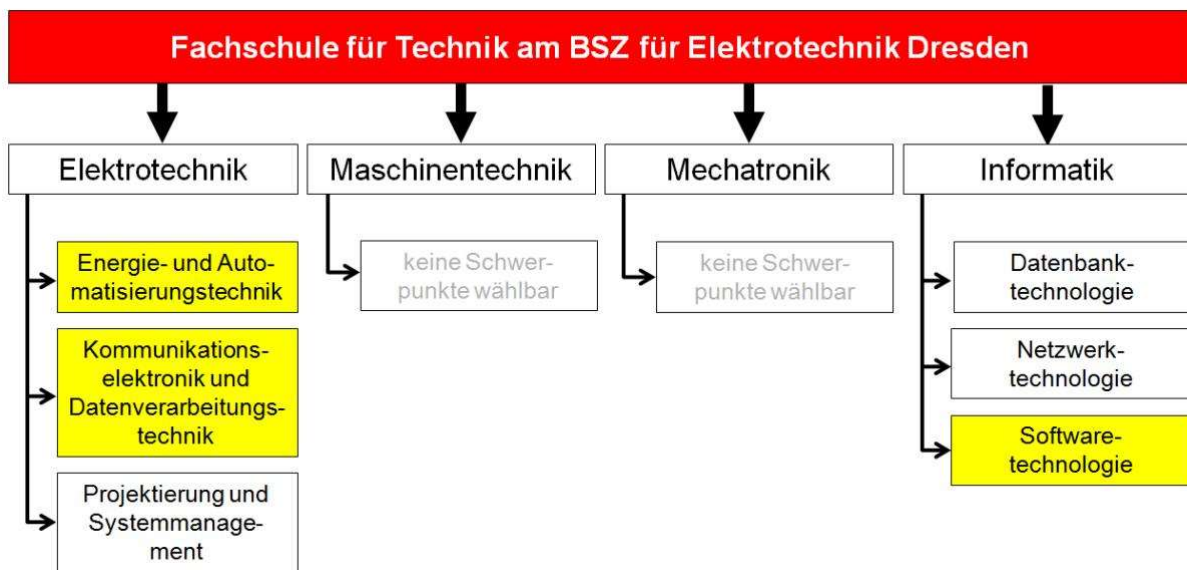 Fachschule für Technik am BSZ für Elektrotechnik Dresden
Elektrotechnik
Energie- und Auto-
matisierungstechnik
Kommunikations-
elektronik und
Datenverarbeitungs-
technik
Projektierung und
Systemmanage-
ment
Maschinentechnik
keine Schwer-
punkte wählbar
Mechatronik
keine Schwer-
punkte wählbar
Informatik
Datenbank-
technologie
Netzwerk-
technologie
Software-
technologie